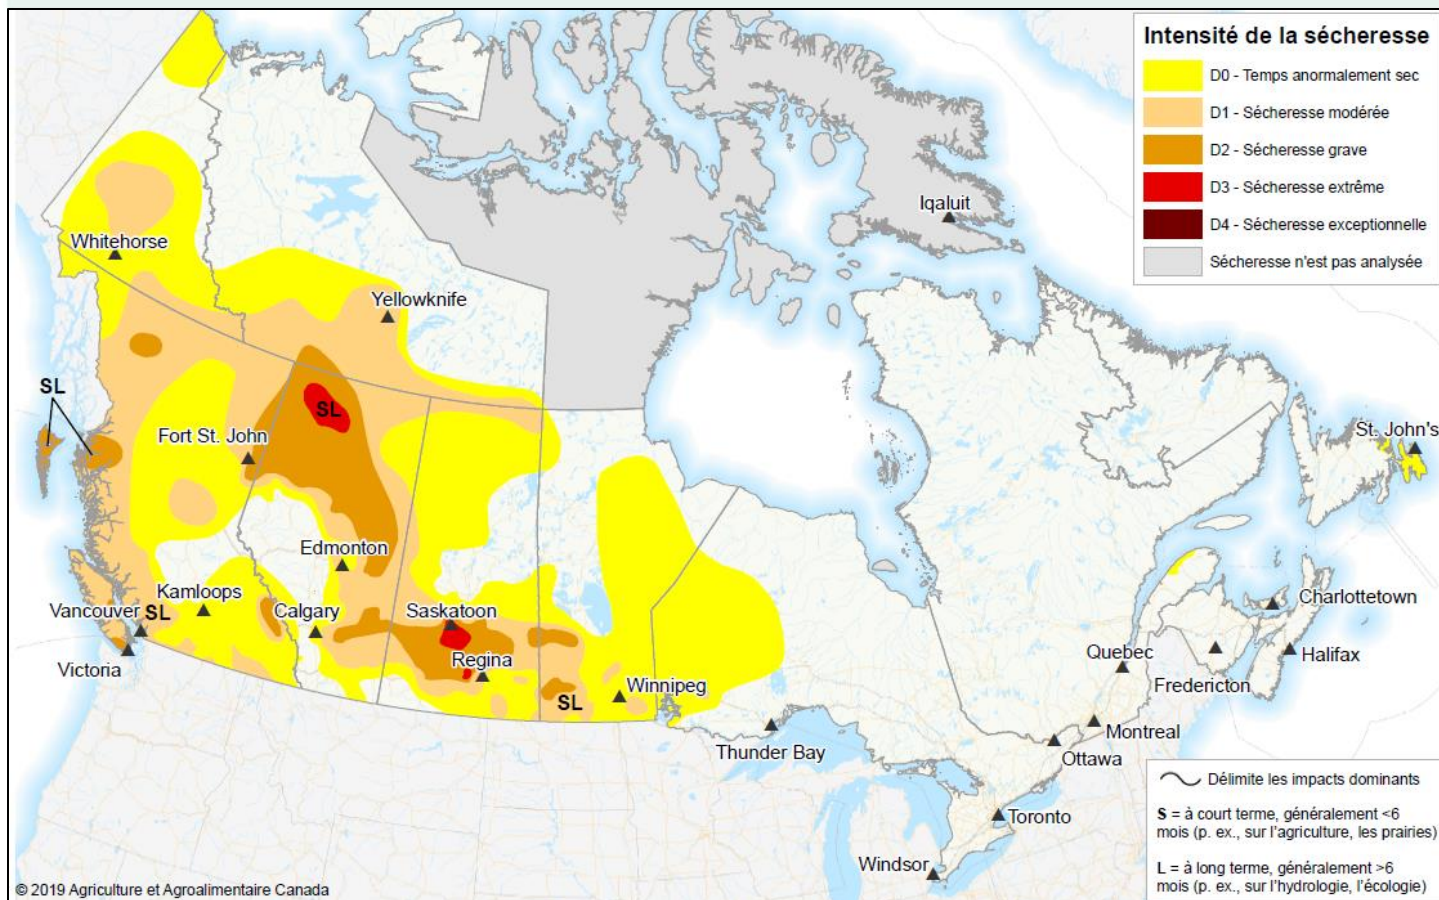 Intensité de la sécheresse
D0 - Temps anormalement sec
D1 - Sécheresse modérée
D2 - Sécheresse grave
D3 - Sécheresse extrême
D4 - Sécheresse exceptionnelle
Sécheresse n'est pas analysée
Iqaluit
Whitehorse
Yellowknife
SL
SL
Fort St. John
St. John's
Edmonton
Kamloops
Vancouver
SL
Calgary
Saskatoon
Charlottetown
Victoria
Regina
Quebec
Halifax
Winnipeg
Fredericton
SL
Montreal
Thunder Bay
Ottawa
Toronto
Windsor
Délimite les impacts dominants
S = à court terme, généralement <6
mois (p. ex., sur l'agriculture, les prairies)
L = à long terme, généralement >6
mois (p. ex., sur l'hydrologie, l'écologie)
© 2019 Agriculture et Agroalimentaire Canada